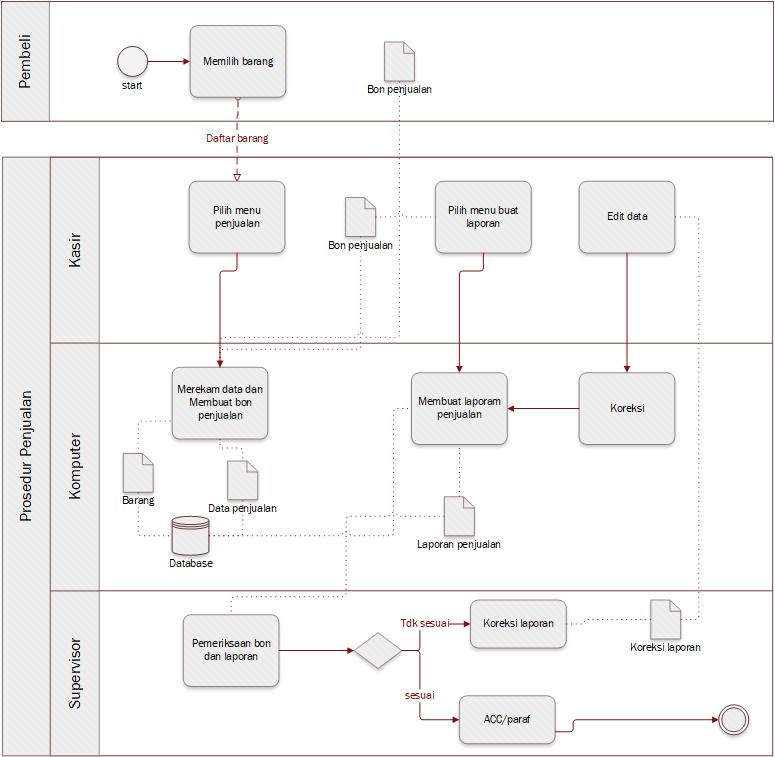 Pembeli
start
Memilih barang
Bon penjualan
Daftar barang
Prosedur Penjualan
Kasir
Pilih menu
penjualan
Bon penjualan
Pilih menu buat
laporan
Edit data
Komputer
Merekam data dan
Membuat bon
penjualan
Membuat laporam
penjualan
Koreksi
Barang
Data penjualan
Database
Laporan penjualan
Supervisor
Pemeriksaan bon
dan laporan
Tdk sesuai
Koreksi laporan
Koreksi laporan
sesuai
ACC/paraf